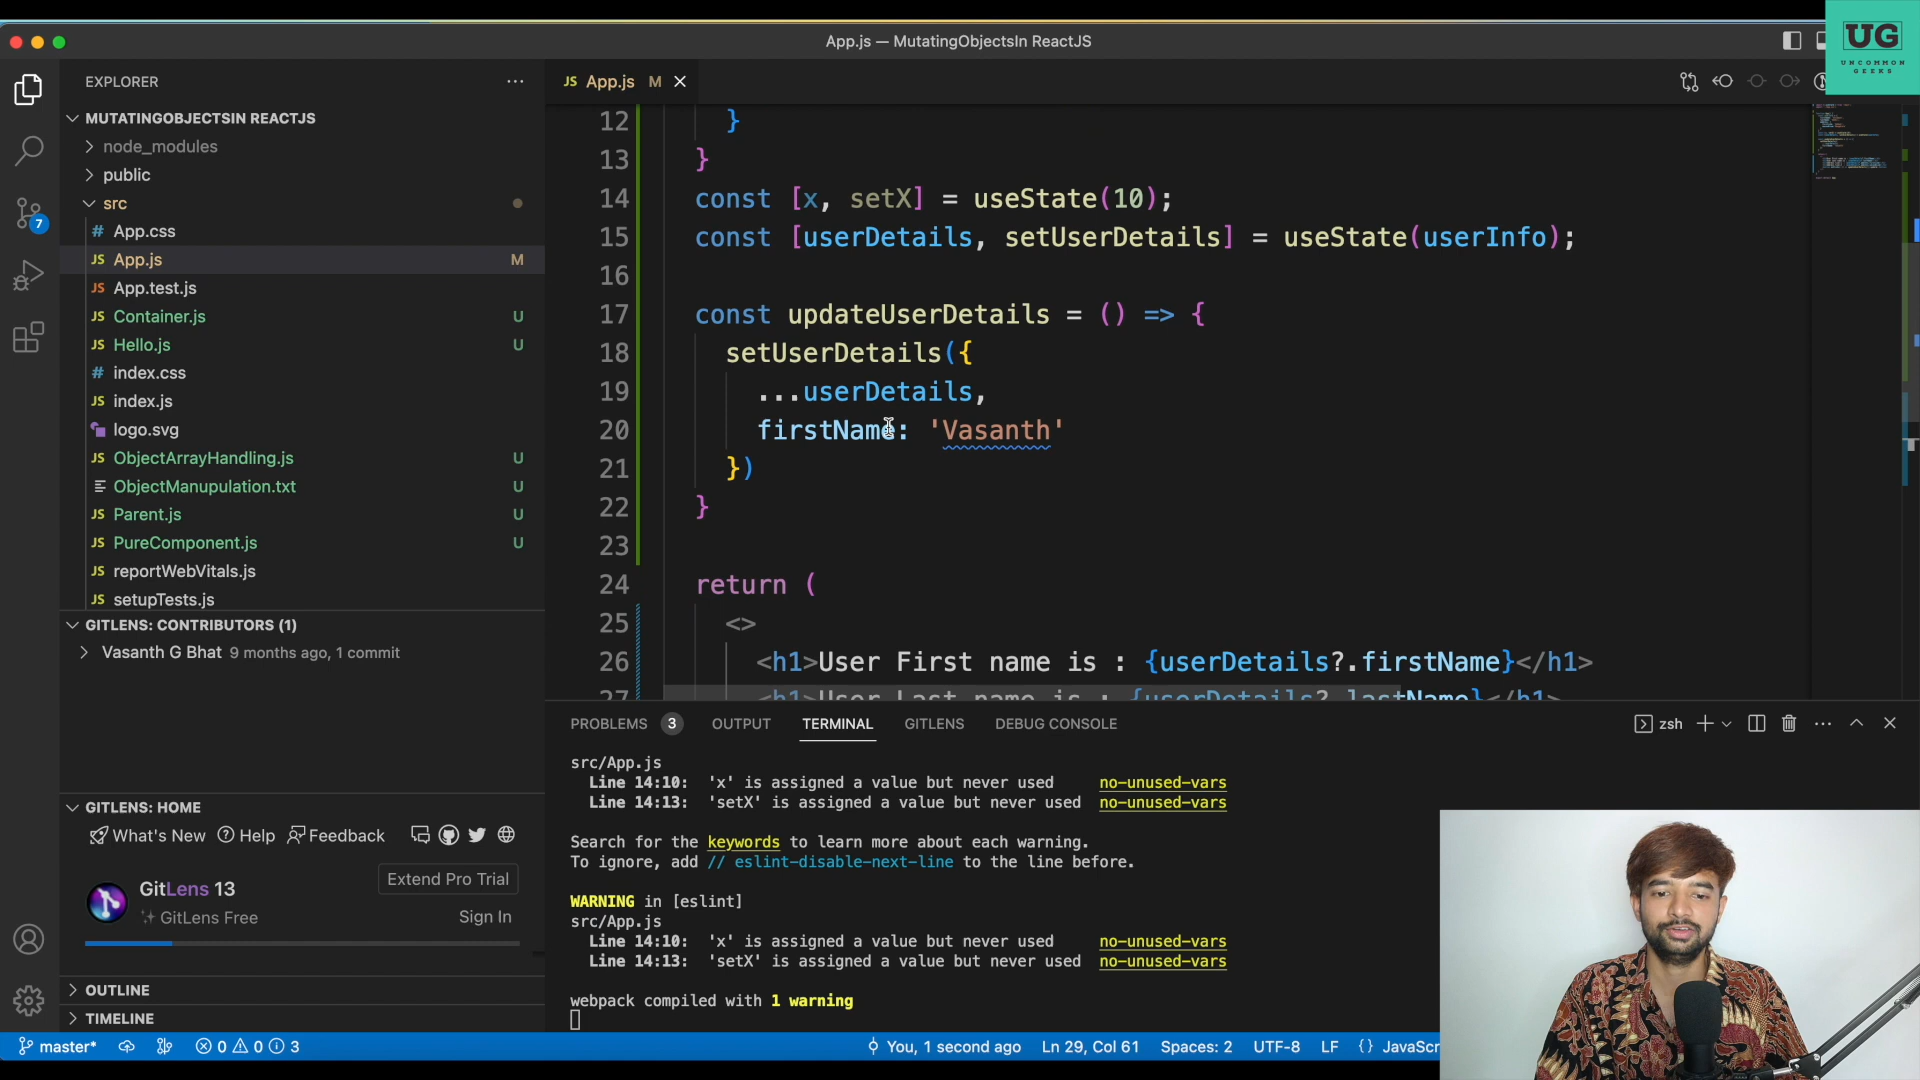 App.js — MutatingObjectsIn ReactJS
UG
UNCOMMON
GEEKS
EXPLORER
JS App.js M
MUTATINGOBJECTSIN REACTJS
node_modules
public
src
# App.css
JS App.js M
JS App.test.js
JS Container.js U
JS Hello.js U
# index.css
JS index.js
logo.svg
JS ObjectArrayHandling.js U
ObjectManupulation.txt U
JS Parent.js U
JS PureComponent.js U
JS reportWebVitals.js
JS setupTests.js
7
GITLENS: CONTRIBUTORS (1)
Vasanth G Bhat 9 months ago, 1 commit
GITLENS: HOME
What's New Help Feedback
GitLens 13
Extend Pro Trial
GitLens Free
Sign In
OUTLINE
TIMELINE
12 }
13 }
14 const [x, setX] = useState(10);
15 const [userDetails, setUserDetails] = useState(userInfo);
16
17 const updateUserDetails = () => {
18 setUserDetails({
19 ...userDetails,
20 firstName: 'Vasanth'
21 })
22 }
23
24 return (
25 <>
26 <h1>User First name is : {userDetails?.firstName}</h1>
27 <h1>User Last name is : {userDetails?.lastName}</h1>
PROBLEMS 3 OUTPUT TERMINAL GITLENS DEBUG CONSOLE
zsh
src/App.js
Line 14:10: 'x' is assigned a value but never used no-unused-vars
Line 14:13: 'setX' is assigned a value but never used no-unused-vars
Search for the keywords to learn more about each warning.
To ignore, add // eslint-disable-next-line to the line before.
WARNING in [eslint]
src/App.js
Line 14:10: 'x' is assigned a value but never used no-unused-vars
Line 14:13: 'setX' is assigned a value but never used no-unused-vars
webpack compiled with 1 warning
master* 0 0 3 You, 1 second ago Ln 29, Col 61 Spaces: 2 UTF-8 LF {} JavaScr